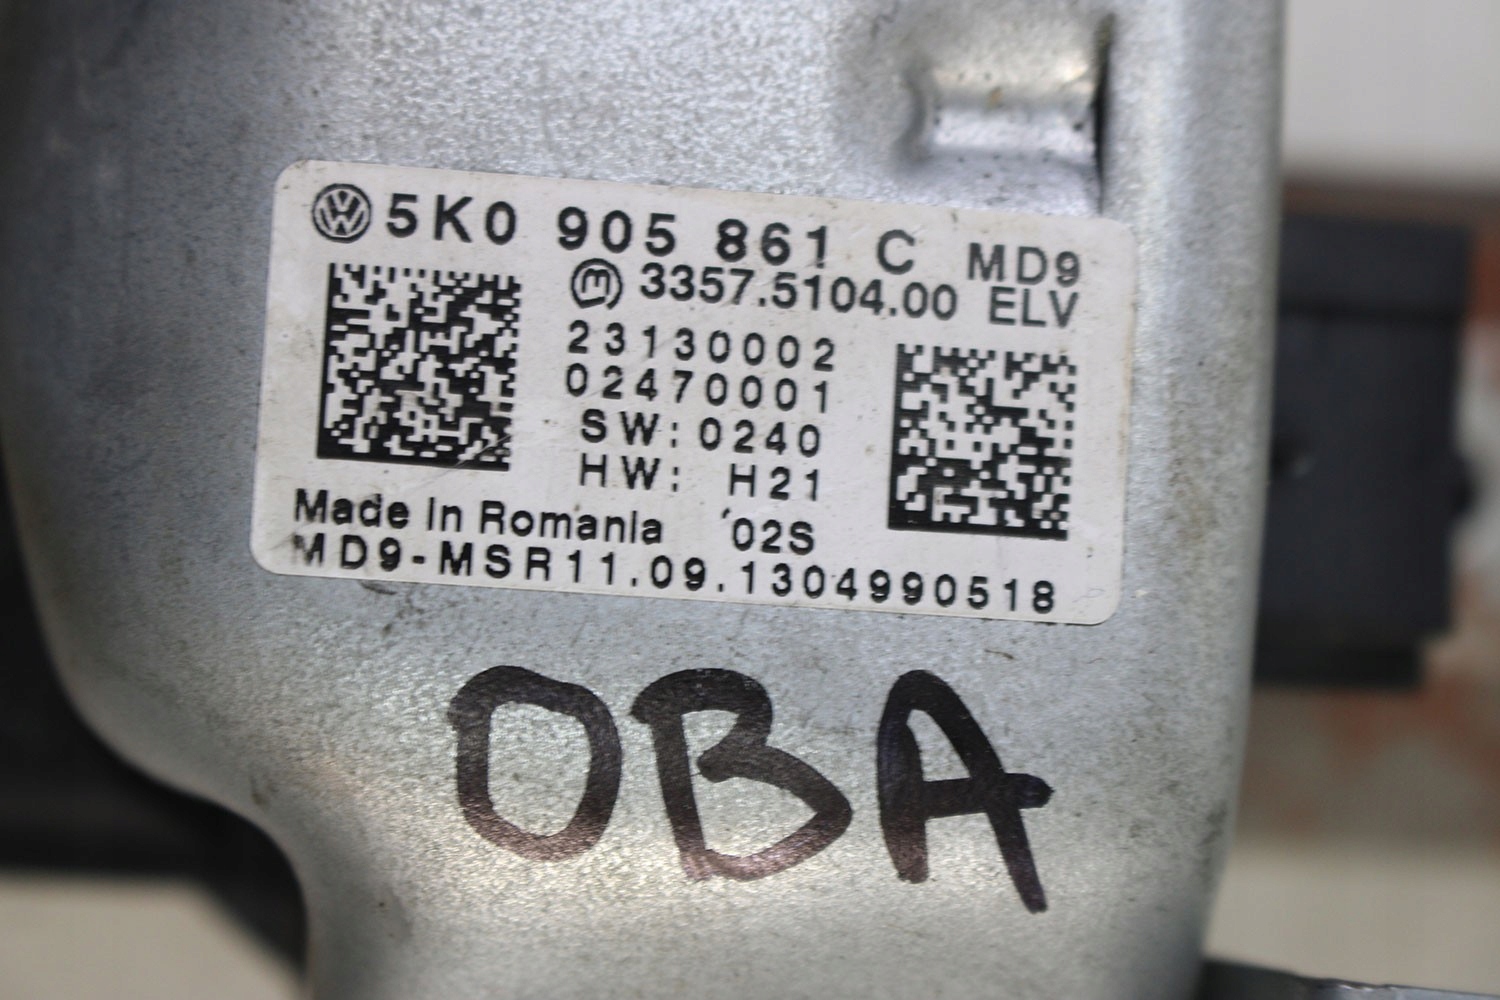 5K0 905 861 C MD9
3357.5104.00 ELV
23130002
02470001
SW: 0240
HW: H21
Made in Romania '02S
MD9-MSR11.09.1304990518
OBA